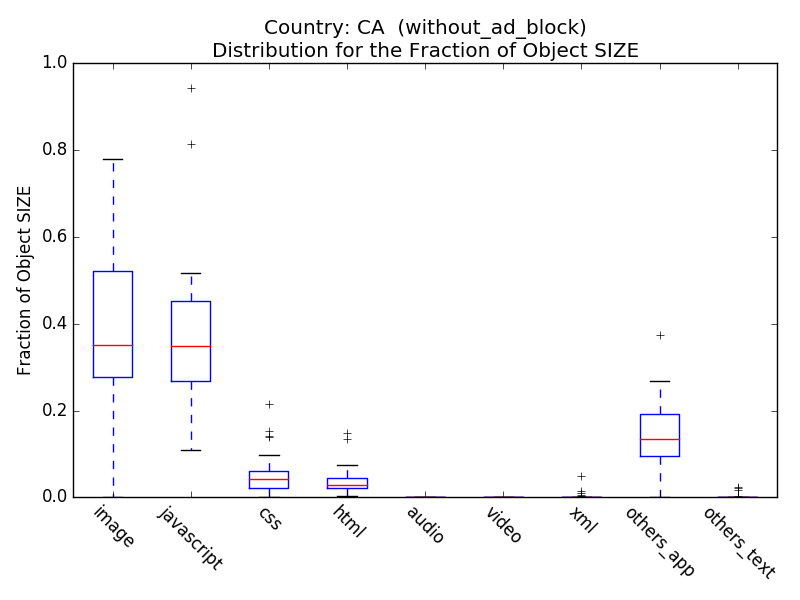 Country: CA  (without_ad_block)
Distribution for the Fraction of Object SIZE
1.0
0.8
0.6
0.4
0.2
0.0
Fraction of Object SIZE
image
javascript
css
html
audio
video
xml
others_app
others_text